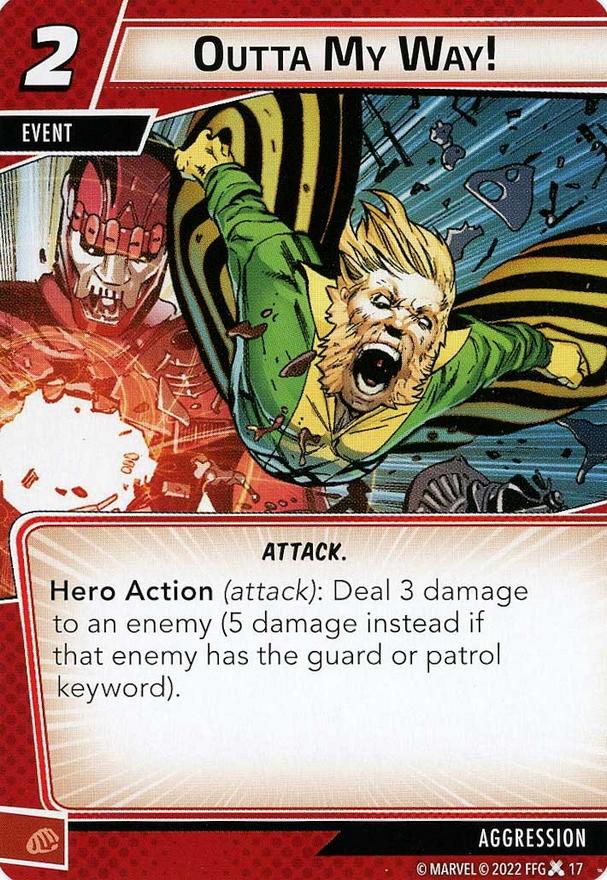 2
OUTTA MY WAY!
EVENT
ATTACK.
Hero Action (attack): Deal 3 damage
to an enemy (5 damage instead if
that enemy has the guard or patrol
keyword).
AGGRESSION
© MARVEL © 2022 FFG 17